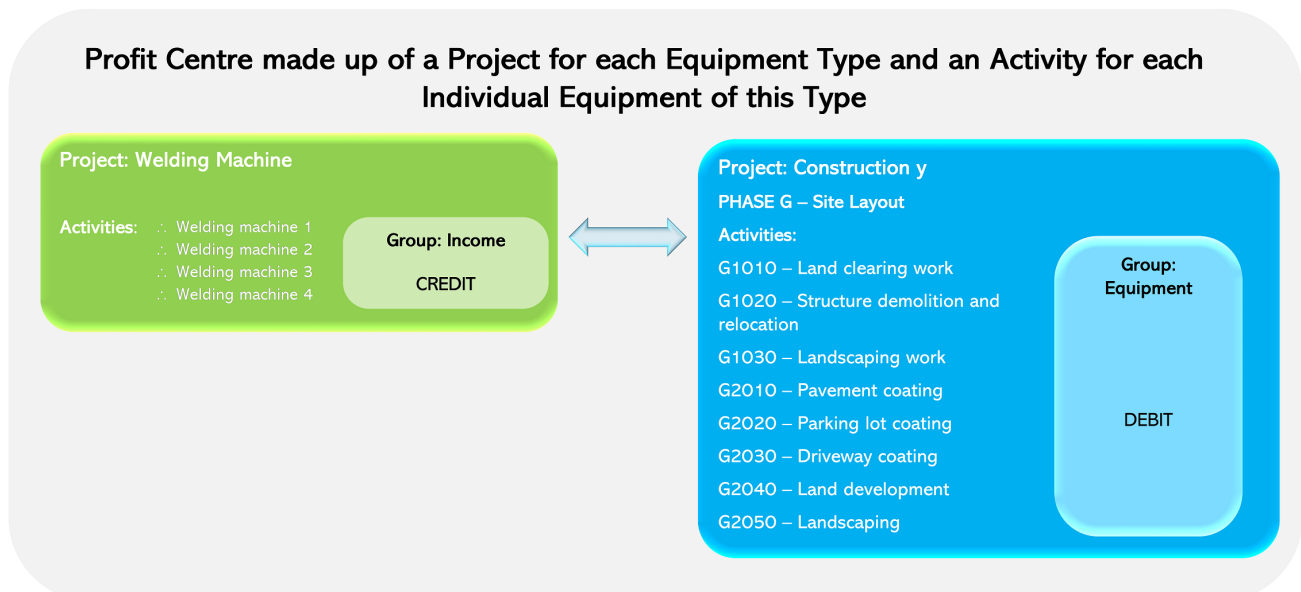 Profit Centre made up of a Project for each Equipment Type and an Activity for each
Individual Equipment of this Type
Project: Welding Machine
Activities:
∴ Welding machine 1
∴ Welding machine 2
∴ Welding machine 3
∴ Welding machine 4
Group: Income
CREDIT
Project: Construction y
PHASE G – Site Layout
Activities:
G1010 – Land clearing work
G1020 – Structure demolition and
relocation
G1030 – Landscaping work
G2010 – Pavement coating
G2020 – Parking lot coating
G2030 – Driveway coating
G2040 – Land development
G2050 – Landscaping
Group:
Equipment
DEBIT